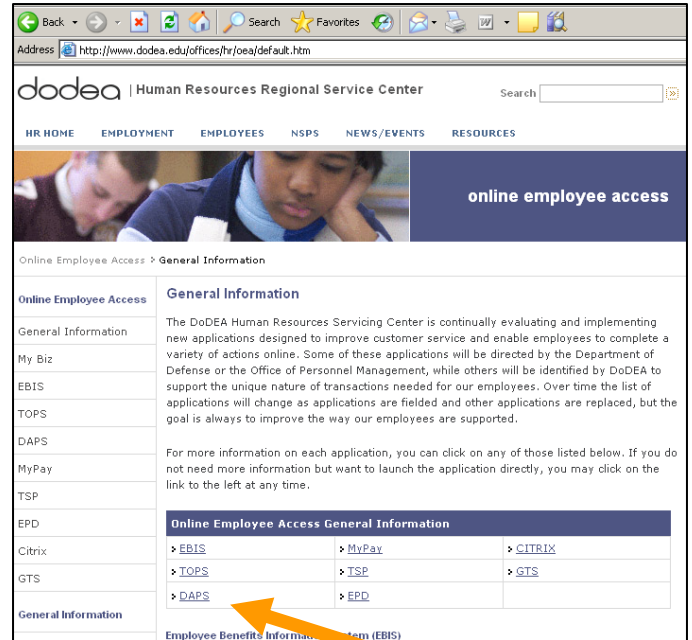 Back Search Favorites
Address http://www.dodea.edu/offices/hr/oea/default.htm
dodea | Human Resources Regional Service Center Search
HR HOME EMPLOYMENT EMPLOYEES NSPS NEWS/EVENTS RESOURCES
online employee access
Online Employee Access General Information
Online Employee Access
General Information
My Biz
EBIS
TOPS
DAPS
MyPay
TSP
EPD
Citrix
GTS
General Information
General Information
The DoDEA Human Resources Servicing Center is continually evaluating and implementing
new applications designed to improve customer service and enable employees to complete a
variety of actions online. Some of these applications will be directed by the Department of
Defense or the Office of Personnel Management, while others will be identified by DoDEA to
support the unique nature of transactions needed for our employees. Over time the list of
applications will change as applications are fielded and other applications are replaced, but the
goal is always to improve the way our employees are supported.
For more information on each application, you can click on any of those listed below. If you do
not need more information but want to launch the application directly, you may click on the
link to the left at any time.
Online Employee Access General Information
EBIS MyPay CITRIX
TOPS TSP GTS
DAPS EPD
Employee Benefits (EBIS)